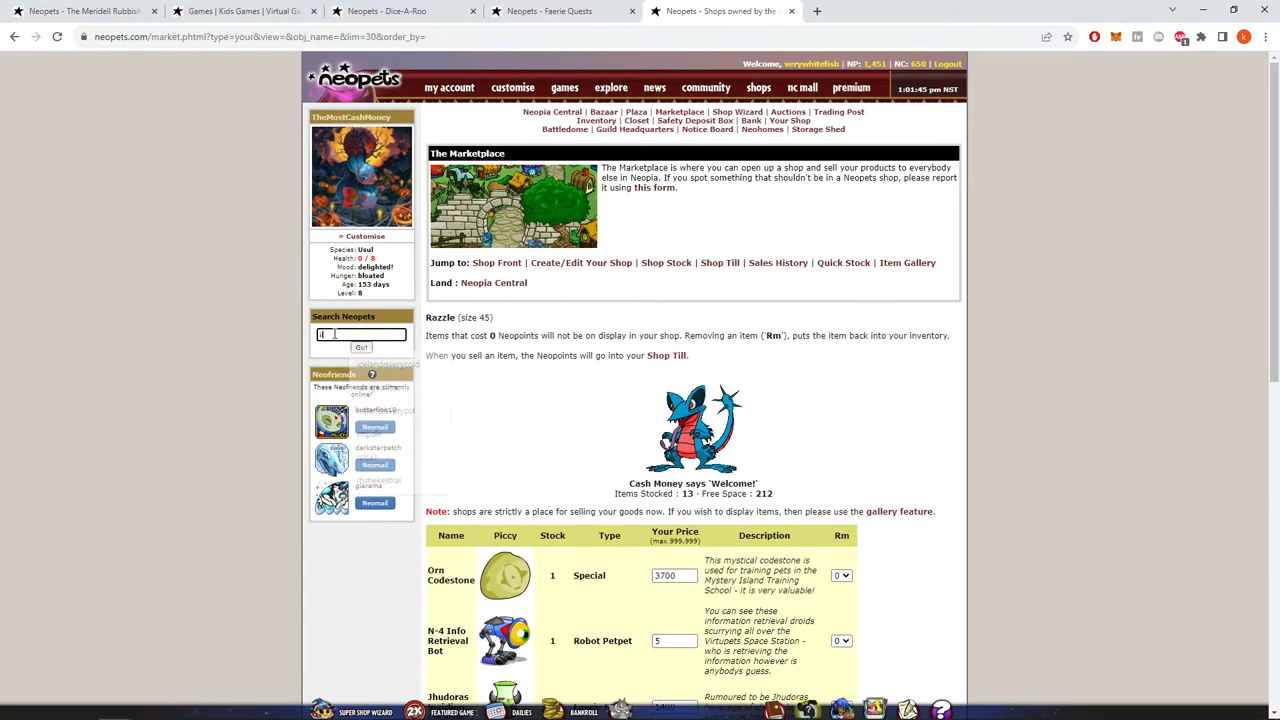 Neopets - The Meridell Rubbish
Games | Kids Games | Virtual Ga
Neopets - Dice-A-Roo
Neopets - Faerie Quests
Neopets - Shops owned by the
neopets.com/market.phtml?type=your&view=&obj_name=&lim=30&order_by=
Welcome, verywhitefish | NP: 1,451 | NC: 650 | Logout
neopets
my account
customise
games
explore
news
community
shops
nc mall
premium
1:01:45 pm NST
TheMostCashMoney
» Customise
Species: Usul
Health: 0 / 8
Mood: delighted!
Hunger: bloated
Age: 153 days
Level: 8
Search Neopets
Go!
Neofriends
These Neofriends are currently
online!
butterflion10
Neomail
darkstarpatch
Neomail
giarama
Neomail
itsmekestral
Neopia Central | Bazaar | Plaza | Marketplace | Shop Wizard | Auctions | Trading Post
Inventory | Closet | Safety Deposit Box | Bank | Your Shop
Battledome | Guild Headquarters | Notice Board | Neohomes | Storage Shed
The Marketplace
The Marketplace is where you can open up a shop and sell your products to everybody
else in Neopia. If you spot something that shouldn't be in a Neopets shop, please report
it using this form.
Jump to: Shop Front | Create/Edit Your Shop | Shop Stock | Shop Till | Sales History | Quick Stock | Item Gallery
Land : Neopia Central
Razzle (size 45)
Items that cost 0 Neopoints will not be on display in your shop. Removing an item ('Rm'), puts the item back into your inventory.
When you sell an item, the Neopoints will go into your Shop Till.
Cash Money says 'Welcome!'
Items Stocked : 13 · Free Space : 212
Note: shops are strictly a place for selling your goods now. If you wish to display items, then please use the gallery feature.
Name Piccy Stock Type Your Price Description Rm
(max 999,999)
Orn
Codestone
1
Special
3700
This mystical codestone is
used for training pets in the
Mystery Island Training
School - it is very valuable!
0
N-4 Info
Retrieval
Bot
1
Robot Petpet
5
You can see these
information retrieval droids
scurrying all over the
Virtupets Space Station -
who is retrieving the
information however is
anybodys guess.
0
Jhudoras
Rumoured to be Jhudoras
SUPER SHOP WIZARD
2X
FEATURED GAME
DAILIES
BANKROLL